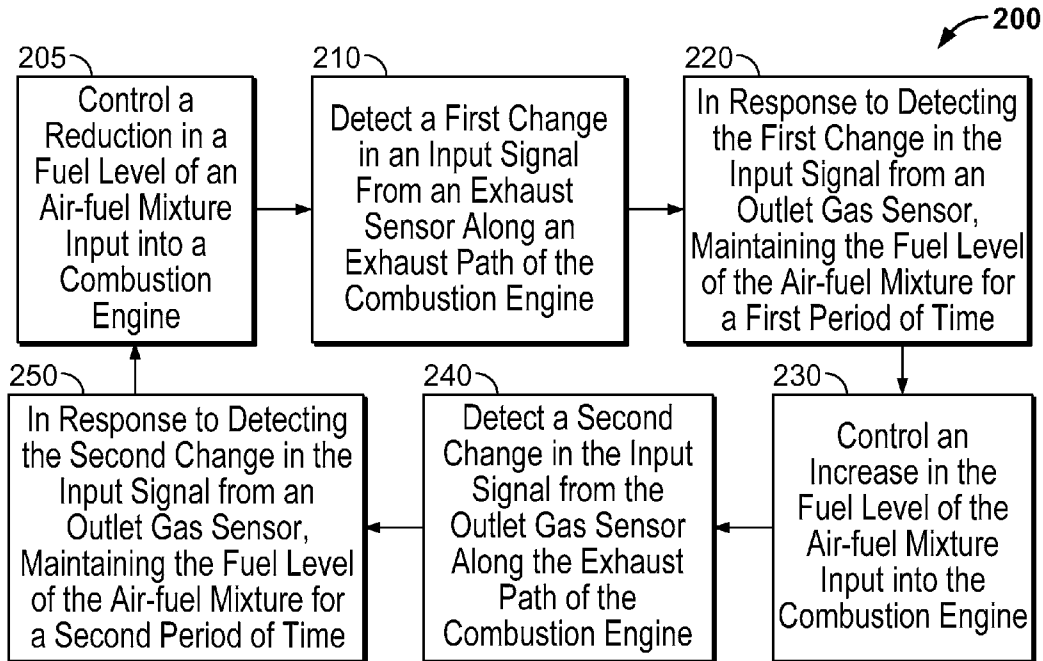 200
205
Control a
Reduction in a
Fuel Level of an
Air-fuel Mixture
Input into a
Combustion
Engine
210
Detect a First Change
in an Input Signal
From an Exhaust
Sensor Along an
Exhaust Path of the
Combustion Engine
220
In Response to Detecting
the First Change in the
Input Signal from an
Outlet Gas Sensor,
Maintaining the Fuel Level
of the Air-fuel Mixture for
a First Period of Time
230
Control an
Increase in the
Fuel Level of the
Air-fuel Mixture
Input into the
Combustion Engine
240
Detect a Second
Change in the Input
Signal from the
Outlet Gas Sensor
Along the Exhaust
Path of the
Combustion Engine
250
In Response to Detecting
the Second Change in the
Input Signal from an
Outlet Gas Sensor,
Maintaining the Fuel Level
of the Air-fuel Mixture for
a Second Period of Time